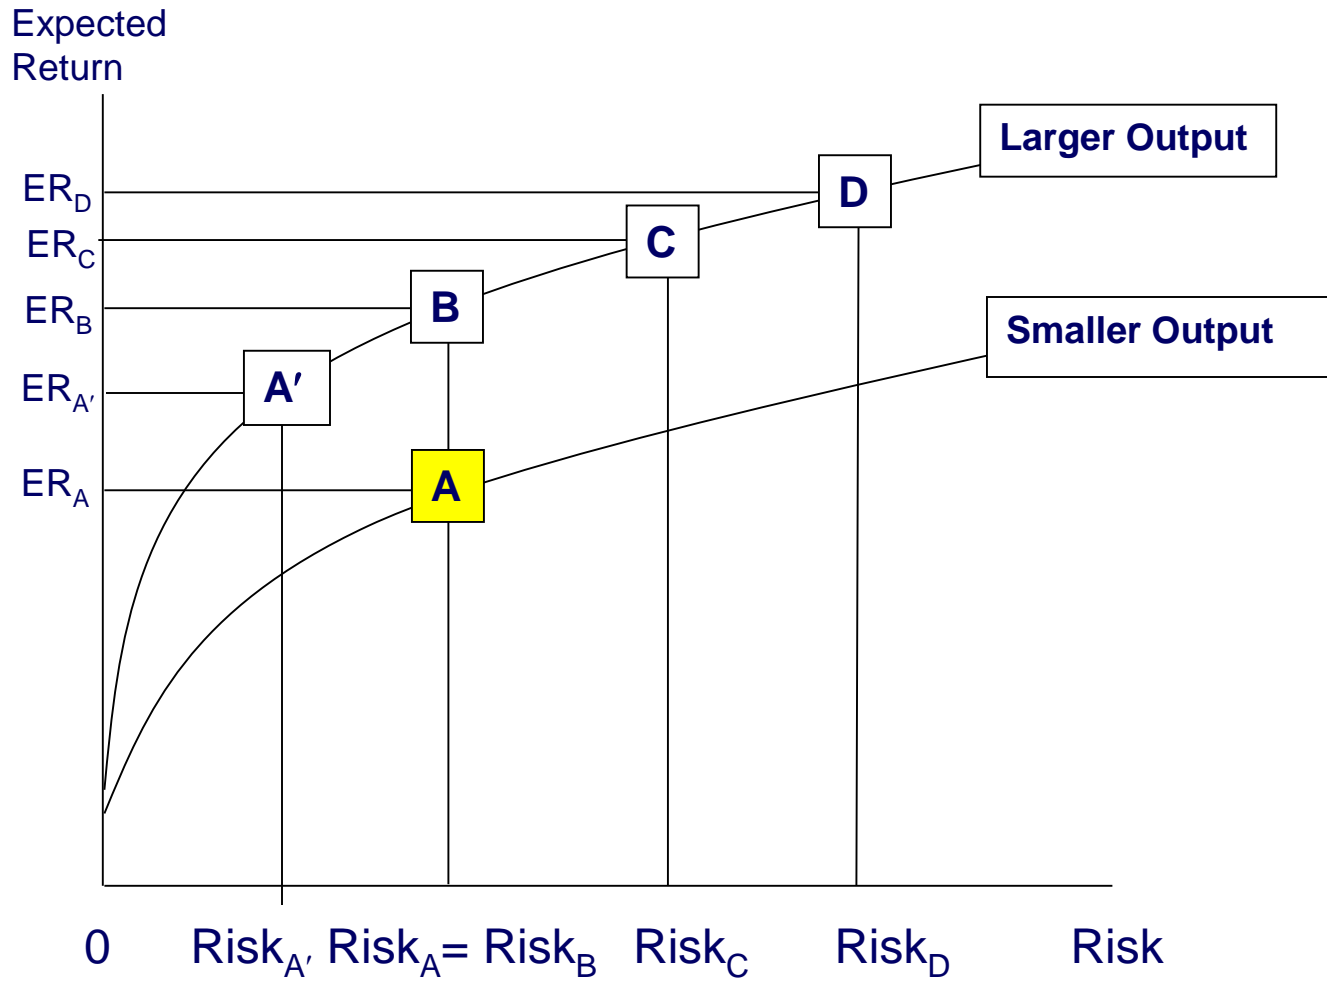 Expected
Return
Larger Output
ER_D
D
ER_C
C
ER_B
B
Smaller Output
ER_A′
A′
ER_A
A
0 Risk_A′ Risk_A= Risk_B Risk_C Risk_D Risk